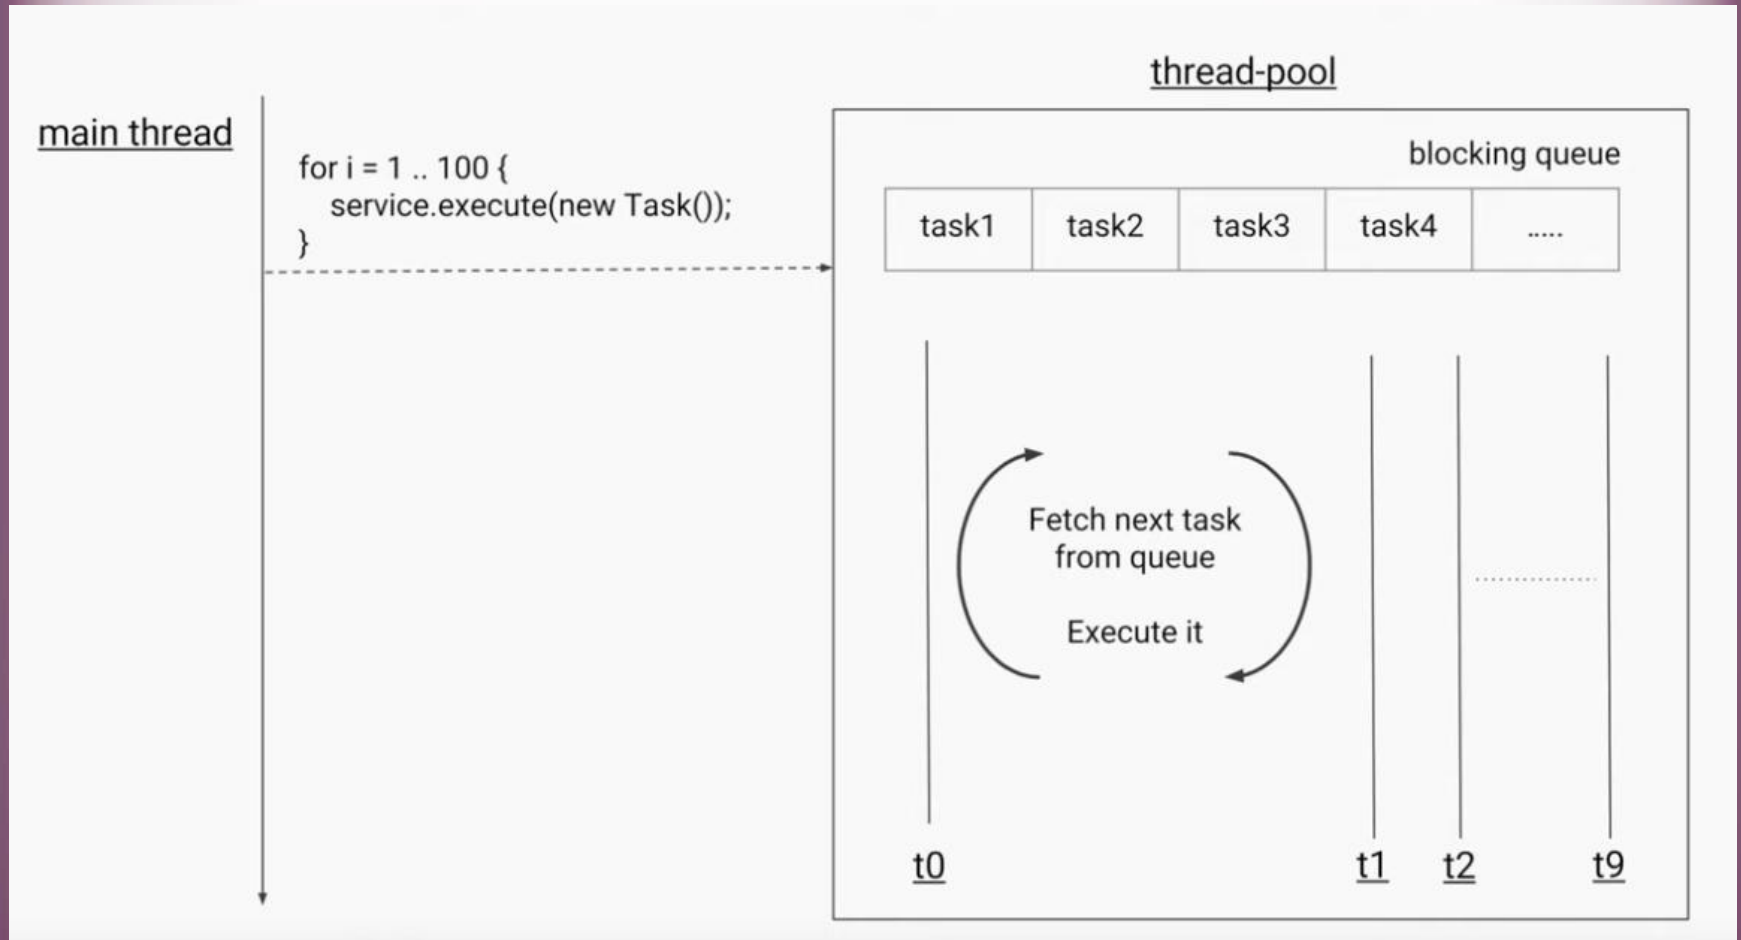 thread-pool
main thread
for i = 1 .. 100 {
service.execute(new Task());
}
blocking queue
task1 task2 task3 task4 .....
Fetch next task
from queue
Execute it
t0 t1 t2 t9